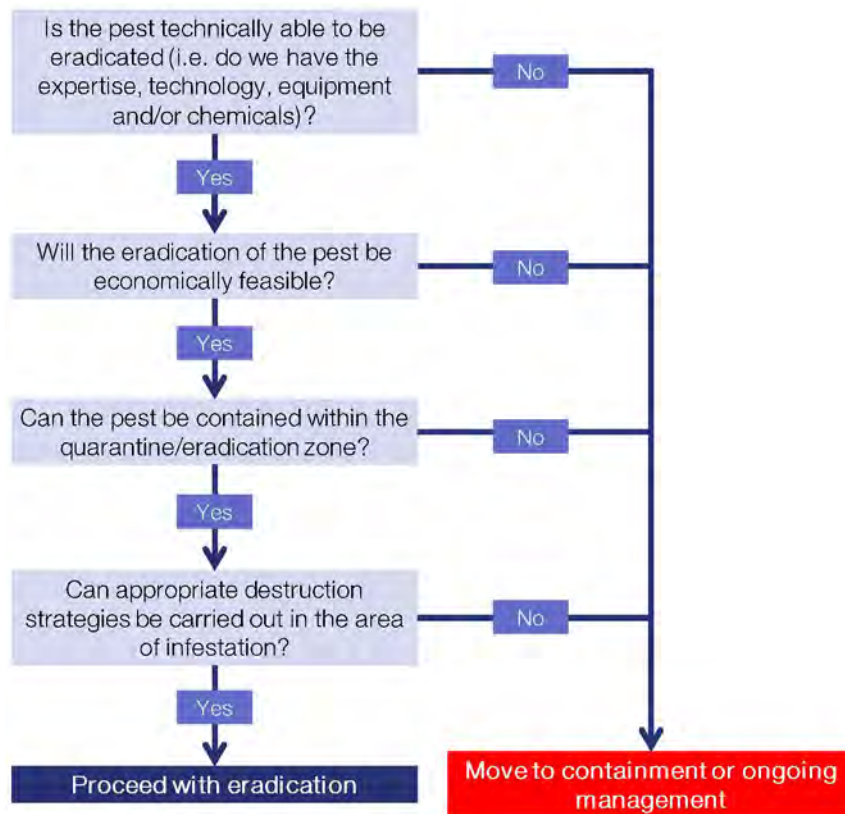 Is the pest technically able to be
eradicated (i.e. do we have the
expertise, technology, equipment
and/or chemicals)?
No
Yes
Will the eradication of the pest be
economically feasible?
No
Yes
Can the pest be contained within the
quarantine/eradication zone?
No
Yes
Can appropriate destruction
strategies be carried out in the area
of infestation?
No
Yes
Proceed with eradication
Move to containment or ongoing
management